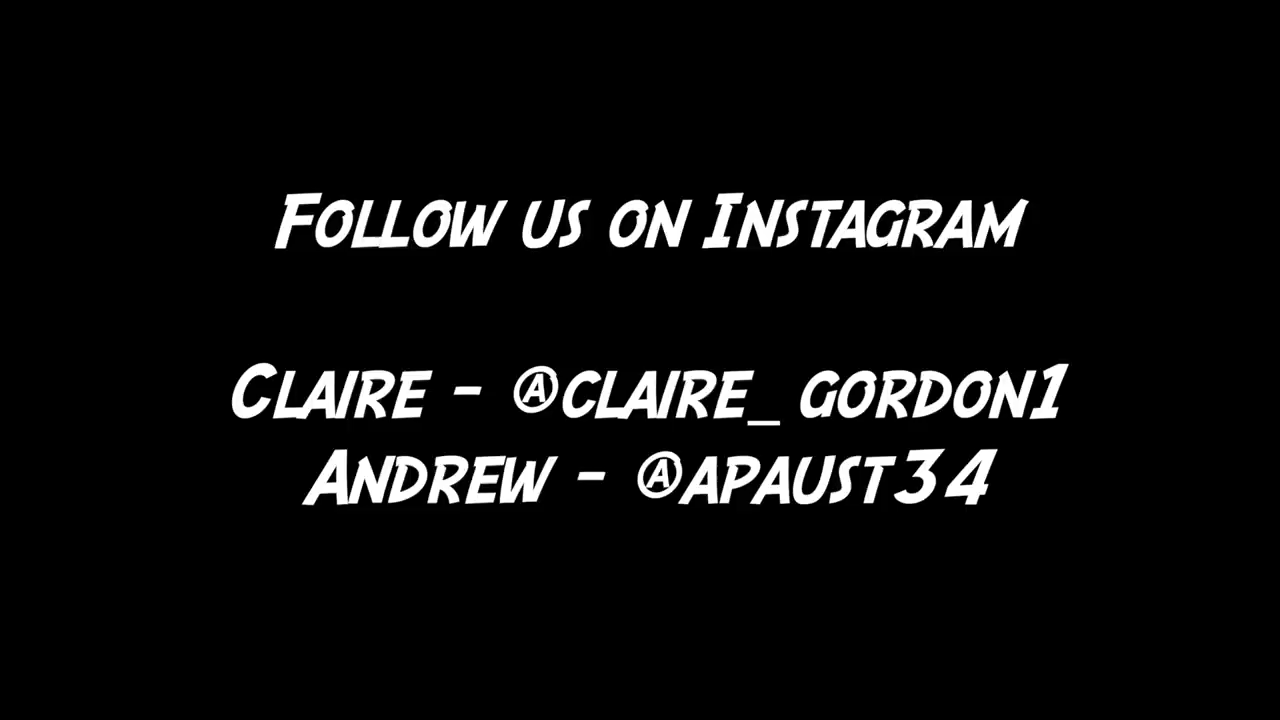 Follow us on Instagram
Claire - @claire_gordon1
Andrew - @apaust34